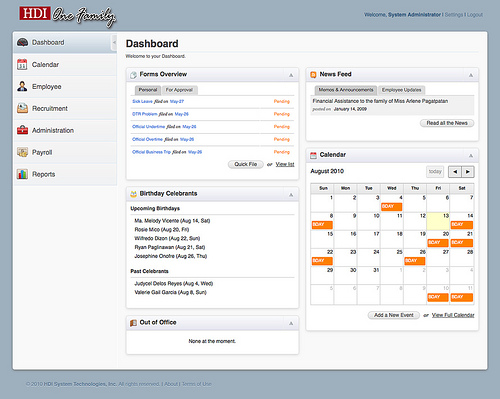 HDI One Family
Welcome, System Administrator | Settings | Logout
Dashboard
Calendar
Employee
Recruitment
Administration
Payroll
Reports
Dashboard
Welcome to your Dashboard.
Forms Overview
Personal For Approval
Sick Leave filed on May-27 Pending
DTR Problem filed on May-26 Pending
Official Undertime filed on May-26 Pending
Official Overtime filed on May-26 Pending
Official Business Trip filed on May-26 Pending
Quick File or View list
Birthday Celebrants
Upcoming Birthdays
Ma. Melody Vicente (Aug 14, Sat)
Rosie Mico (Aug 20, Fri)
Wilfredo Dizon (Aug 22, Sun)
Ryan Paglinawan (Aug 21, Sat)
Josephine Onofre (Aug 26, Thu)
Past Celebrants
Judycel Delos Reyes (Aug 4, Wed)
Valerie Gail Garcia (Aug 8, Sun)
Out of Office
None at the moment.
News Feed
Memos & Announcements Employee Updates
Financial Assistance to the family of Miss Arlene Pagatpatan
posted on January 14, 2009
Read all the News
Calendar
August 2010 today
Sun Mon Tue Wed Thu Fri Sat
1 2 3 4 5 6 7
BDAY
8 9 10 11 12 13 14
BDAY BDAY
15 16 17 18 19 20 21
BDAY BDAY
22 23 24 25 26 27 28
BDAY BDAY
29 30 31 1 2 3 4
5 6 7 8 9 10 11
BDAY BDAY
Add a New Event or View Full Calendar
© 2010 HDI System Technologies, Inc. All rights reserved. | About | Terms of Use